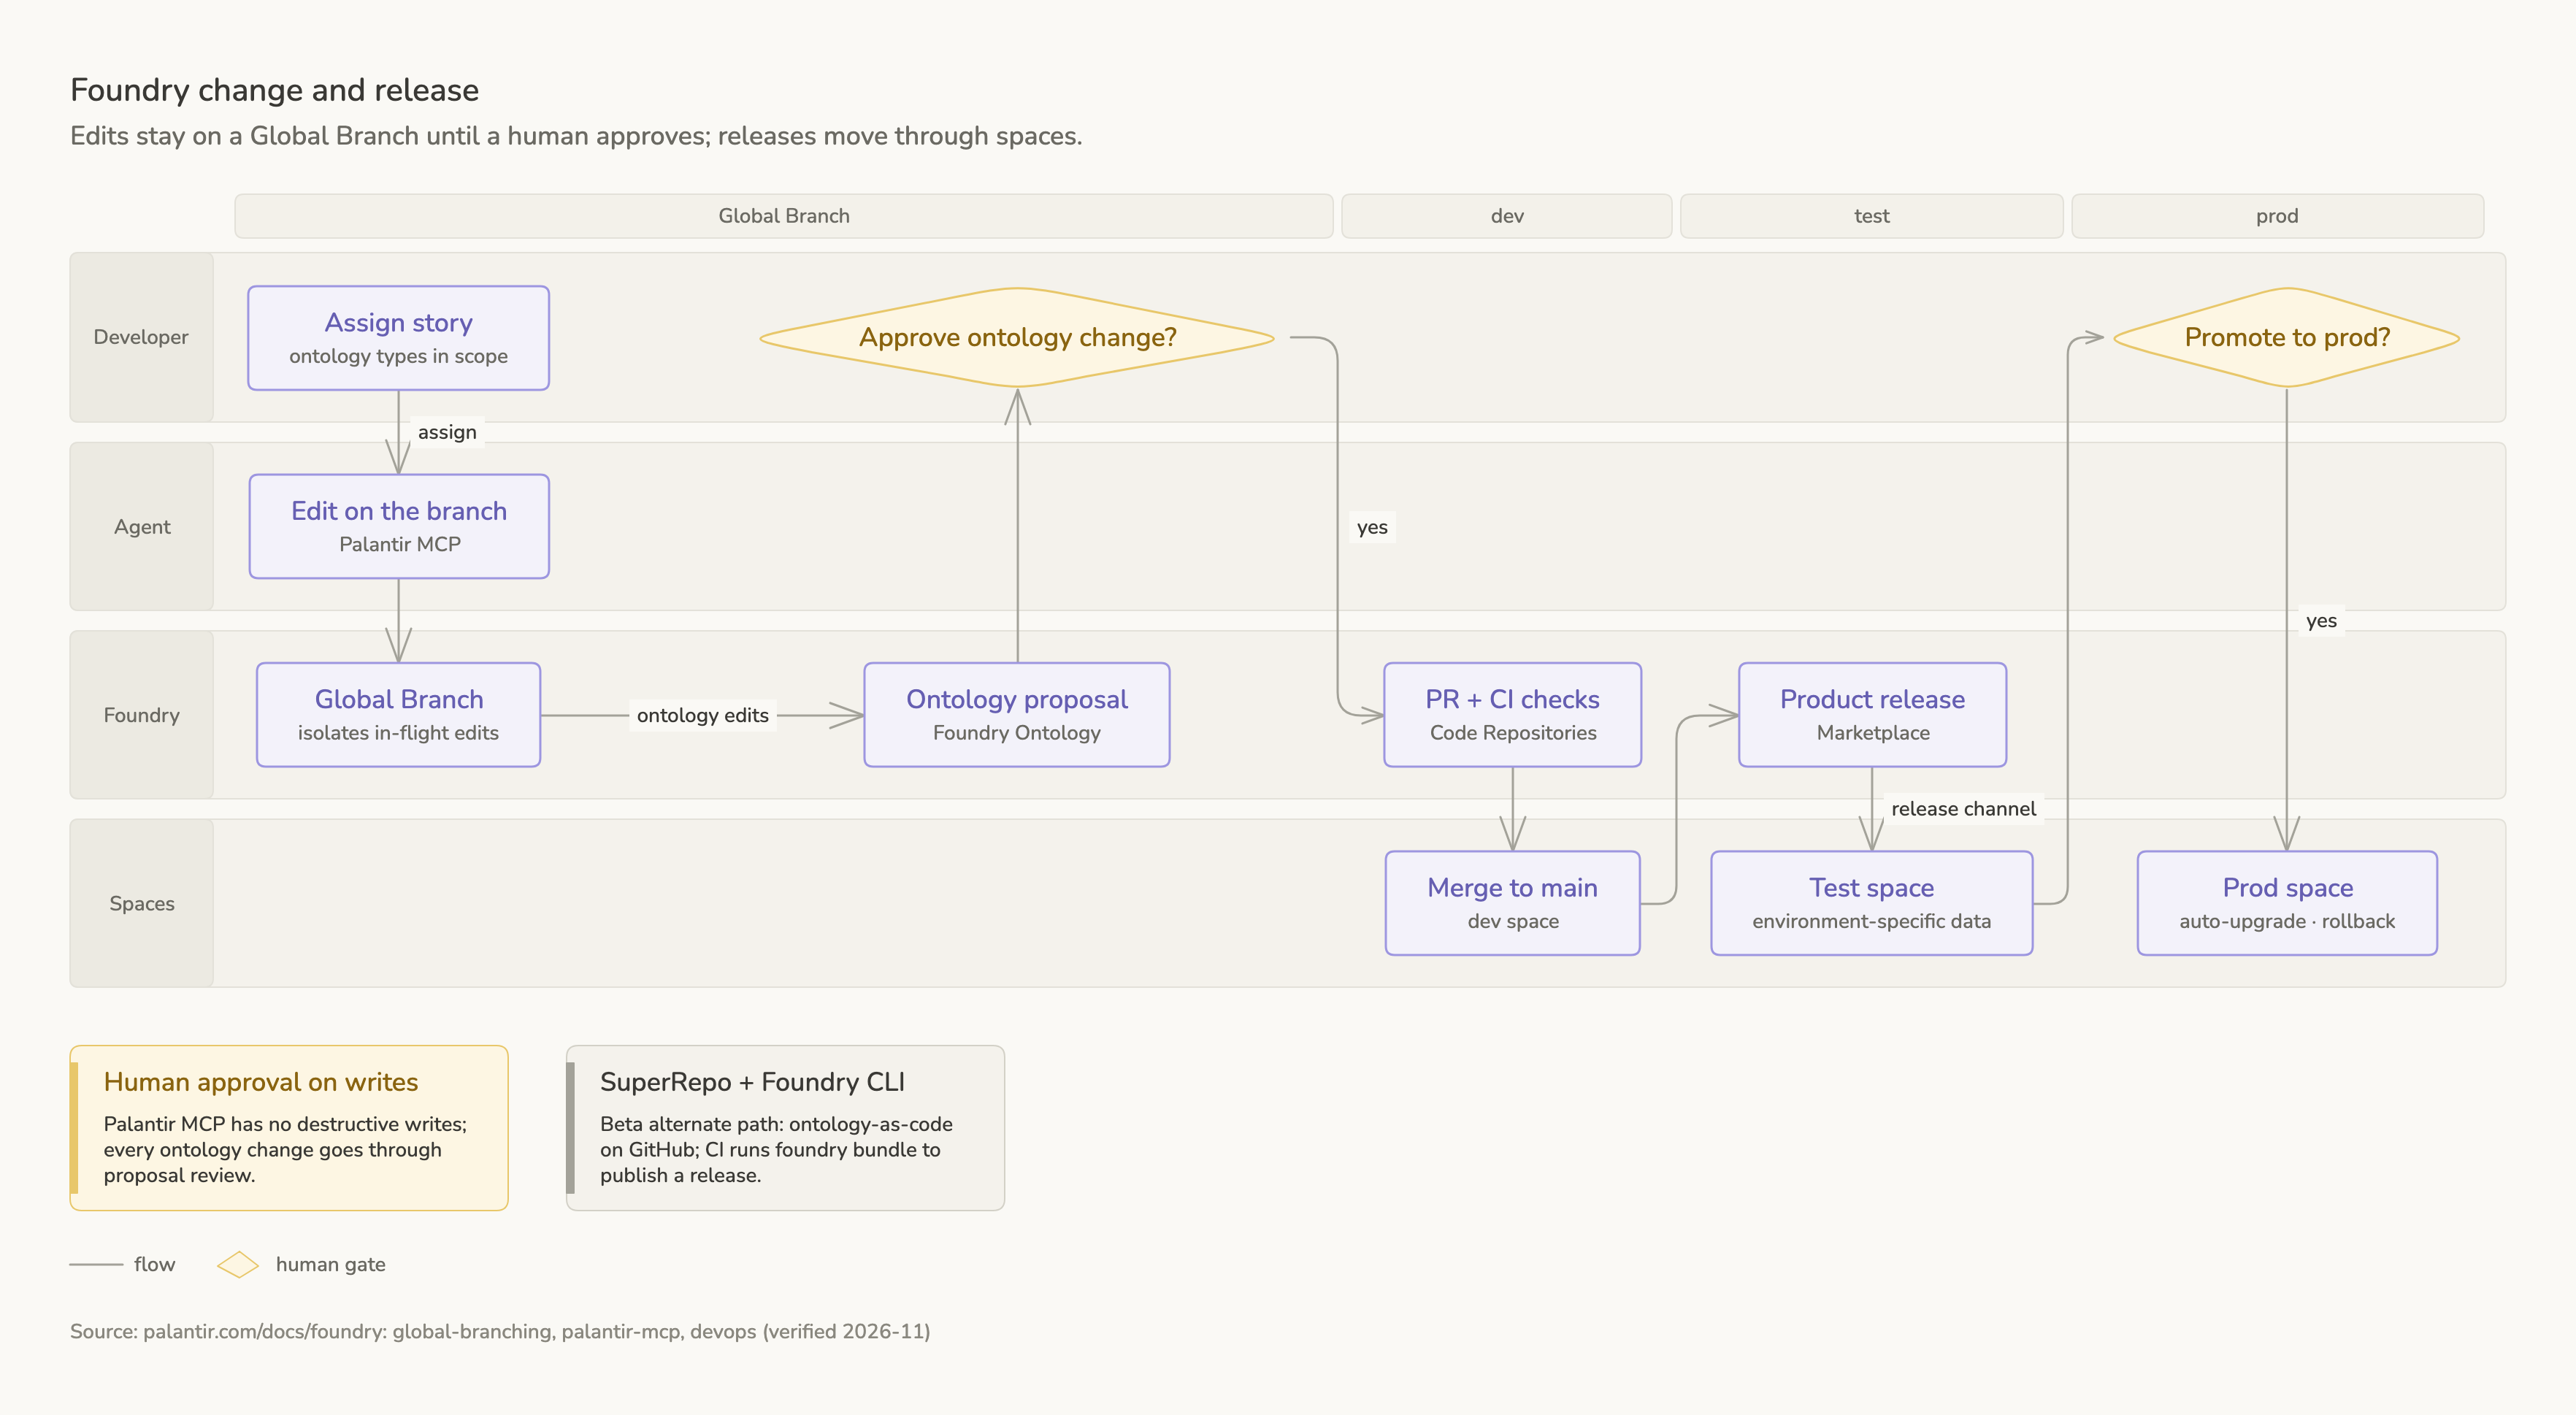 Foundry change and release
Edits stay on a Global Branch until a human approves; releases move through spaces.
Global Branch
dev
test
prod
Developer
Assign story
ontology types in scope
Approve ontology change?
Promote to prod?
assign
Agent
Edit on the branch
Palantir MCP
yes
yes
Foundry
Global Branch
isolates in-flight edits
ontology edits
Ontology proposal
Foundry Ontology
PR + CI checks
Code Repositories
Product release
Marketplace
release channel
Spaces
Merge to main
dev space
Test space
environment-specific data
Prod space
auto-upgrade · rollback
Human approval on writes
Palantir MCP has no destructive writes;
every ontology change goes through
proposal review.
SuperRepo + Foundry CLI
Beta alternate path: ontology-as-code
on GitHub; CI runs foundry bundle to
publish a release.
flow
human gate
Source: palantir.com/docs/foundry: global-branching, palantir-mcp, devops (verified 2026-11)